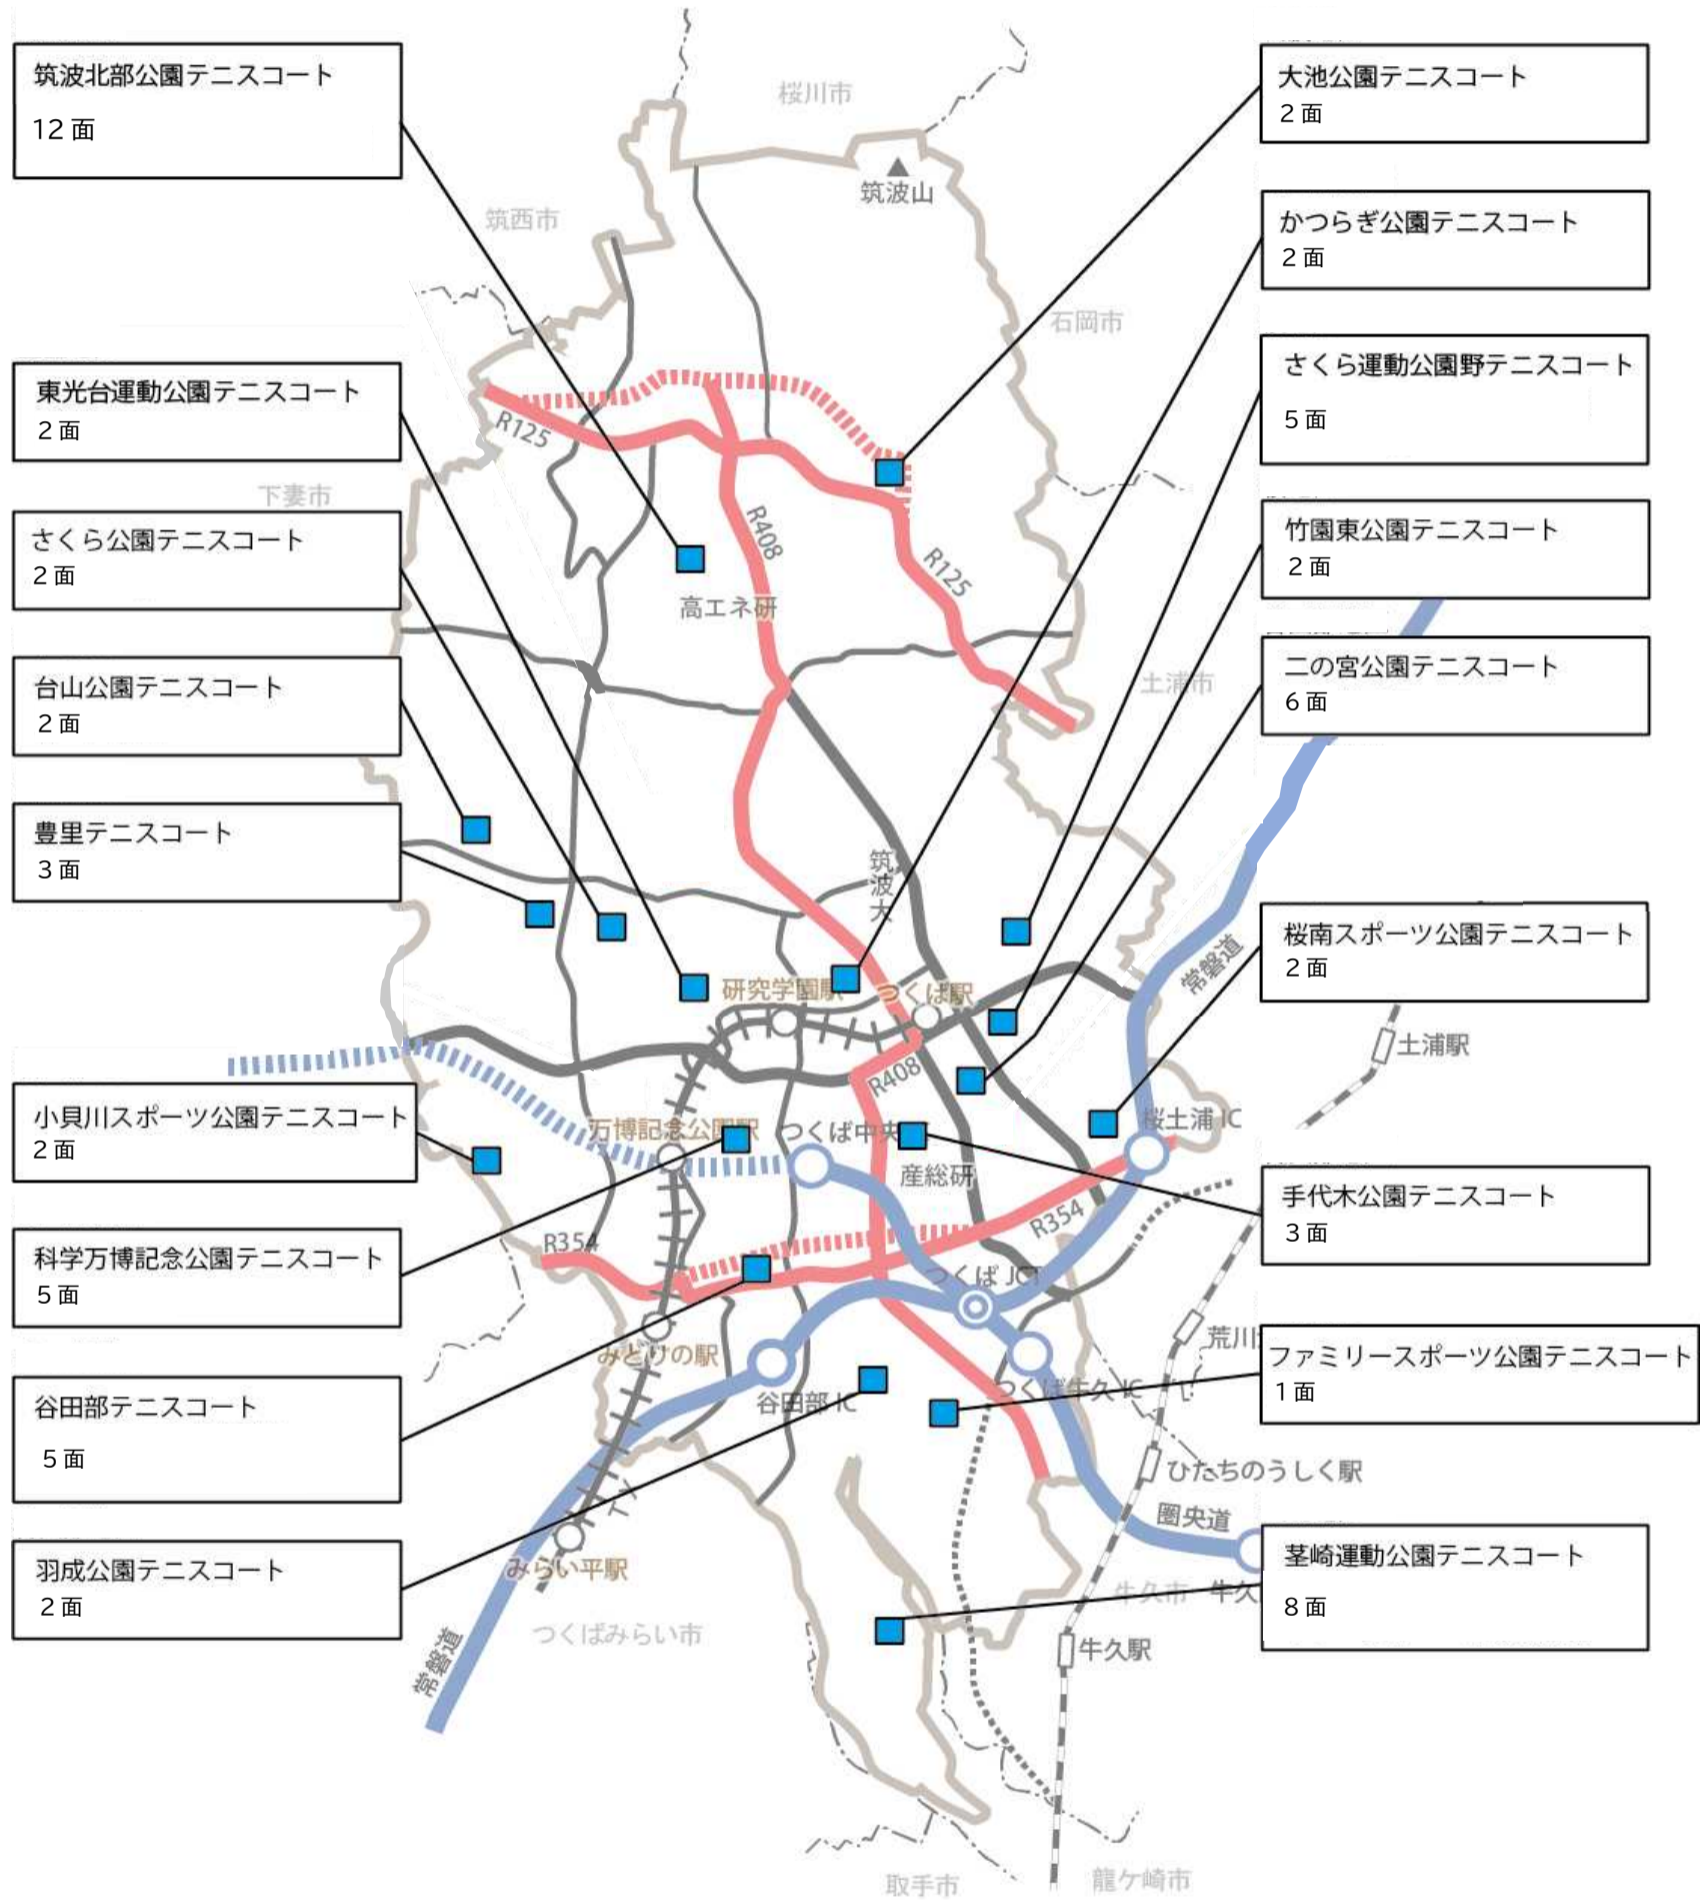 筑波北部公園テニスコート
12面
東光台運動公園テニスコート
2面
さくら公園テニスコート
2面
台山公園テニスコート
2面
豊里テニスコート
3面
小貝川スポーツ公園テニスコート
2面
科学万博記念公園テニスコート
5面
谷田部テニスコート
5面
羽成公園テニスコート
2面
大池公園テニスコート
2面
かつらぎ公園テニスコート
2面
さくら運動公園野テニスコート
5面
竹園東公園テニスコート
2面
二の宮公園テニスコート
6面
桜南スポーツ公園テニスコート
2面
手代木公園テニスコート
3面
ファミリースポーツ公園テニスコート
1面
茎崎運動公園テニスコート
8面
桜川市
筑波山
筑西市
石岡市
下妻市
R125
R408
R125
高エネ研
土浦市
筑波大
常磐道
研究学園駅
つくば駅
土浦駅
R408
万博記念公園駅
つくば中央
桜土浦 IC
産総研
R354
R354
つくば JCT
荒川
みどりの駅
谷田部 IC
つくば牛久 IC
ひたちのうしく駅
圏央道
TX
みらい平駅
牛久市
牛久
つくばみらい市
牛久駅
常磐道
取手市
龍ケ崎市